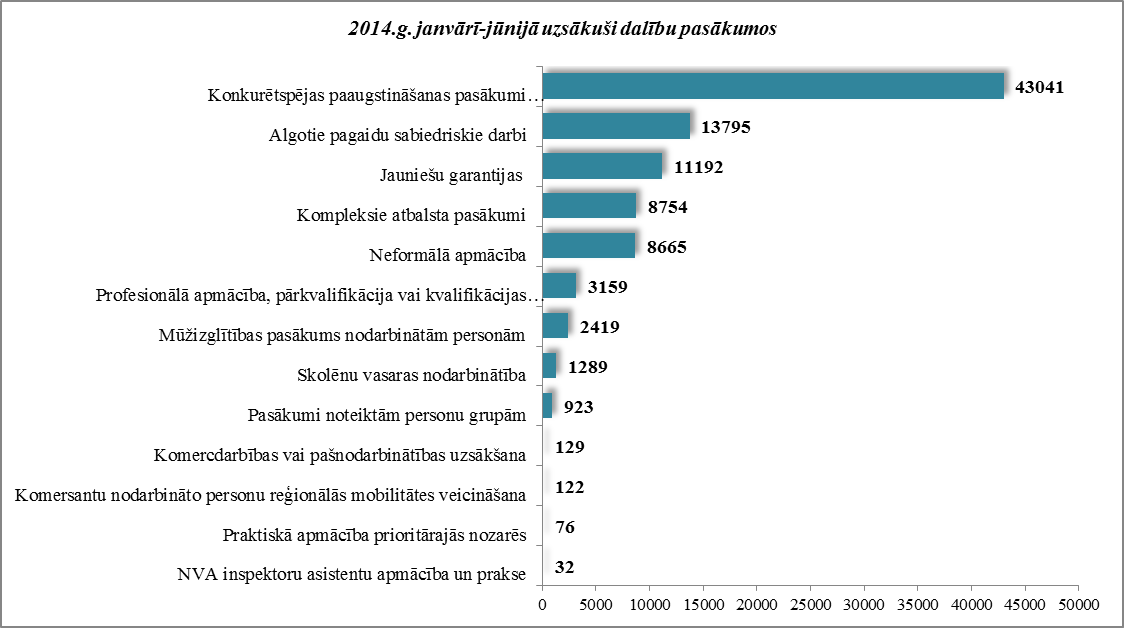 2014.g. janvārī-jūnijā uzsākuši dalību pasākumos
Konkurētspējas paaugstināšanas pasākumi… 43041
Algotie pagaidu sabiedriskie darbi 13795
Jauniešu garantijas 11192
Kompleksie atbalsta pasākumi 8754
Neformālā apmācība 8665
Profesionālā apmācība, pārkvalifikācija vai kvalifikācijas… 3159
Mūžizglītības pasākums nodarbinātām personām 2419
Skolēnu vasaras nodarbinātība 1289
Pasākumi noteiktām personu grupām 923
Komercdarbības vai pašnodarbinātības uzsākšana 129
Komersantu nodarbināto personu reģionālās mobilitātes veicināšana 122
Praktiskā apmācība prioritārajās nozarēs 76
NVA inspektoru asistentu apmācība un prakse 32
0 5000 10000 15000 20000 25000 30000 35000 40000 45000 50000